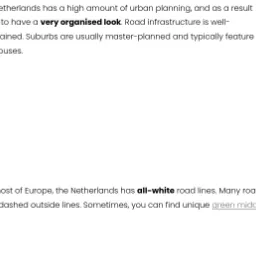 etherlands has a high amount of urban planning, and as a result
to have a very organised look. Road infrastructure is well-
ained. Suburbs are usually master-planned and typically feature
ouses.
ost of Europe, the Netherlands has all-white road lines. Many roa
dashed outside lines. Sometimes, you can find unique green midd